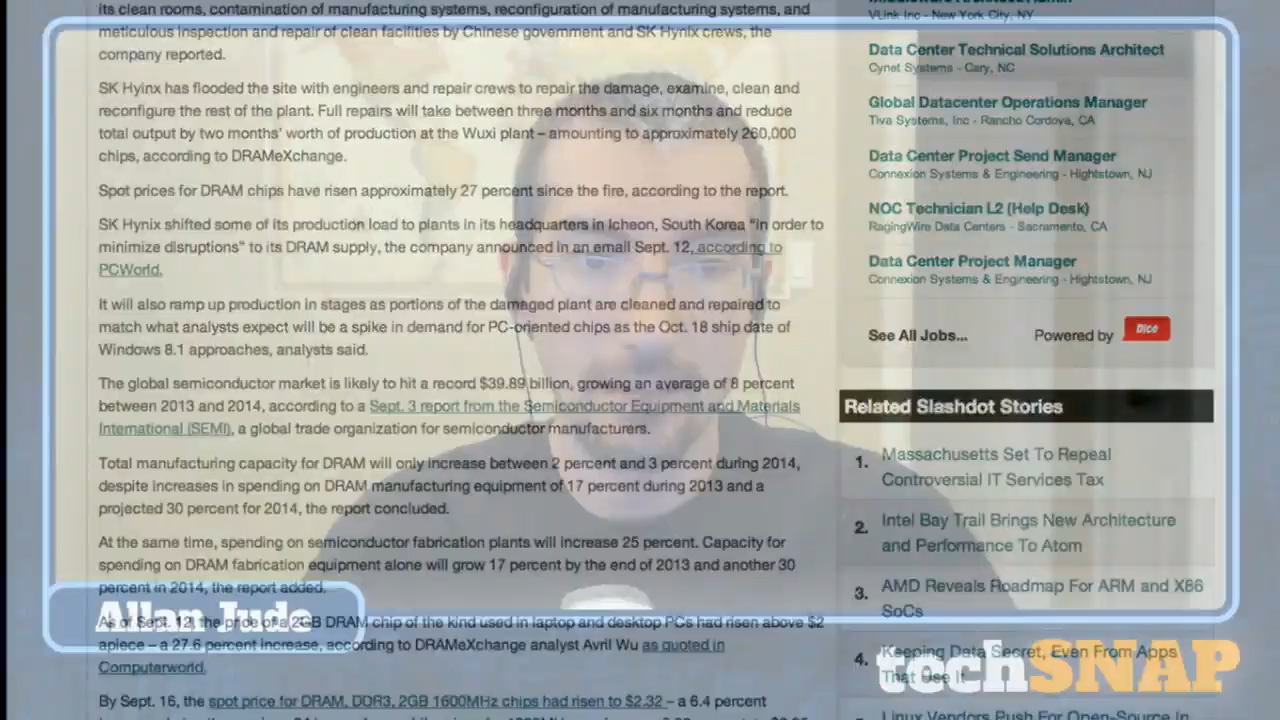 its clean rooms, contamination of manufacturing systems, reconfiguration of manufacturing systems, and
meticulous inspection and repair of clean facilities by Chinese government and SK Hynix crews, the
company reported.
SK Hyinx has flooded the site with engineers and repair crews to repair the damage, examine, clean and
reconfigure the rest of the plant. Full repairs will take between three months and six months and reduce
total output by two months' worth of production at the Wuxi plant – amounting to approximately 260,000
chips, according to DRAMeXchange.
Spot prices for DRAM chips have risen approximately 27 percent since the fire, according to the report.
SK Hynix shifted some of its production load to plants in its headquarters in Icheon, South Korea "in order to
minimize disruptions" to its DRAM supply, the company announced in an email Sept. 12, according to
PCWorld.
It will also ramp up production in stages as portions of the damaged plant are cleaned and repaired to
match what analysts expect will be a spike in demand for PC-oriented chips as the Oct. 18 ship date of
Windows 8.1 approaches, analysts said.
The global semiconductor market is likely to hit a record $39.89 billion, growing an average of 8 percent
between 2013 and 2014, according to a Sept. 3 report from the Semiconductor Equipment and Materials
International (SEMI), a global trade organization for semiconductor manufacturers.
Total manufacturing capacity for DRAM will only increase between 2 percent and 3 percent during 2014,
despite increases in spending on DRAM manufacturing equipment of 17 percent during 2013 and a
projected 30 percent for 2014, the report concluded.
At the same time, spending on semiconductor fabrication plants will increase 25 percent. Capacity for
spending on DRAM fabrication equipment alone will grow 17 percent by the end of 2013 and another 30
percent in 2014, the report added.
As of Sept. 12, the price of a 2GB DRAM chip of the kind used in laptop and desktop PCs had risen above $2
apiece – a 27.6 percent increase, according to DRAMeXchange analyst Avril Wu as quoted in
Computerworld.
By Sept. 16, the spot price for DRAM, DDR3, 2GB 1600MHz chips had risen to $2.32 – a 6.4 percent
Allan Jude
VLink Inc - New York City, NY
Data Center Technical Solutions Architect
Cynet Systems - Cary, NC
Global Datacenter Operations Manager
Tiva Systems, Inc - Rancho Cordova, CA
Data Center Project Send Manager
Connexion Systems & Engineering - Hightstown, NJ
NOC Technician L2 (Help Desk)
RagingWire Data Centers - Sacramento, CA
Data Center Project Manager
Connexion Systems & Engineering - Hightstown, NJ
See All Jobs... Powered by Dice
Related Slashdot Stories
1. Massachusetts Set To Repeal
Controversial IT Services Tax
2. Intel Bay Trail Brings New Architecture
and Performance To Atom
3. AMD Reveals Roadmap For ARM and X86
SoCs
4. Keeping Data Secret, Even From Apps
That Use It
Linux Vendors Push For Open-Source In
techSNAP